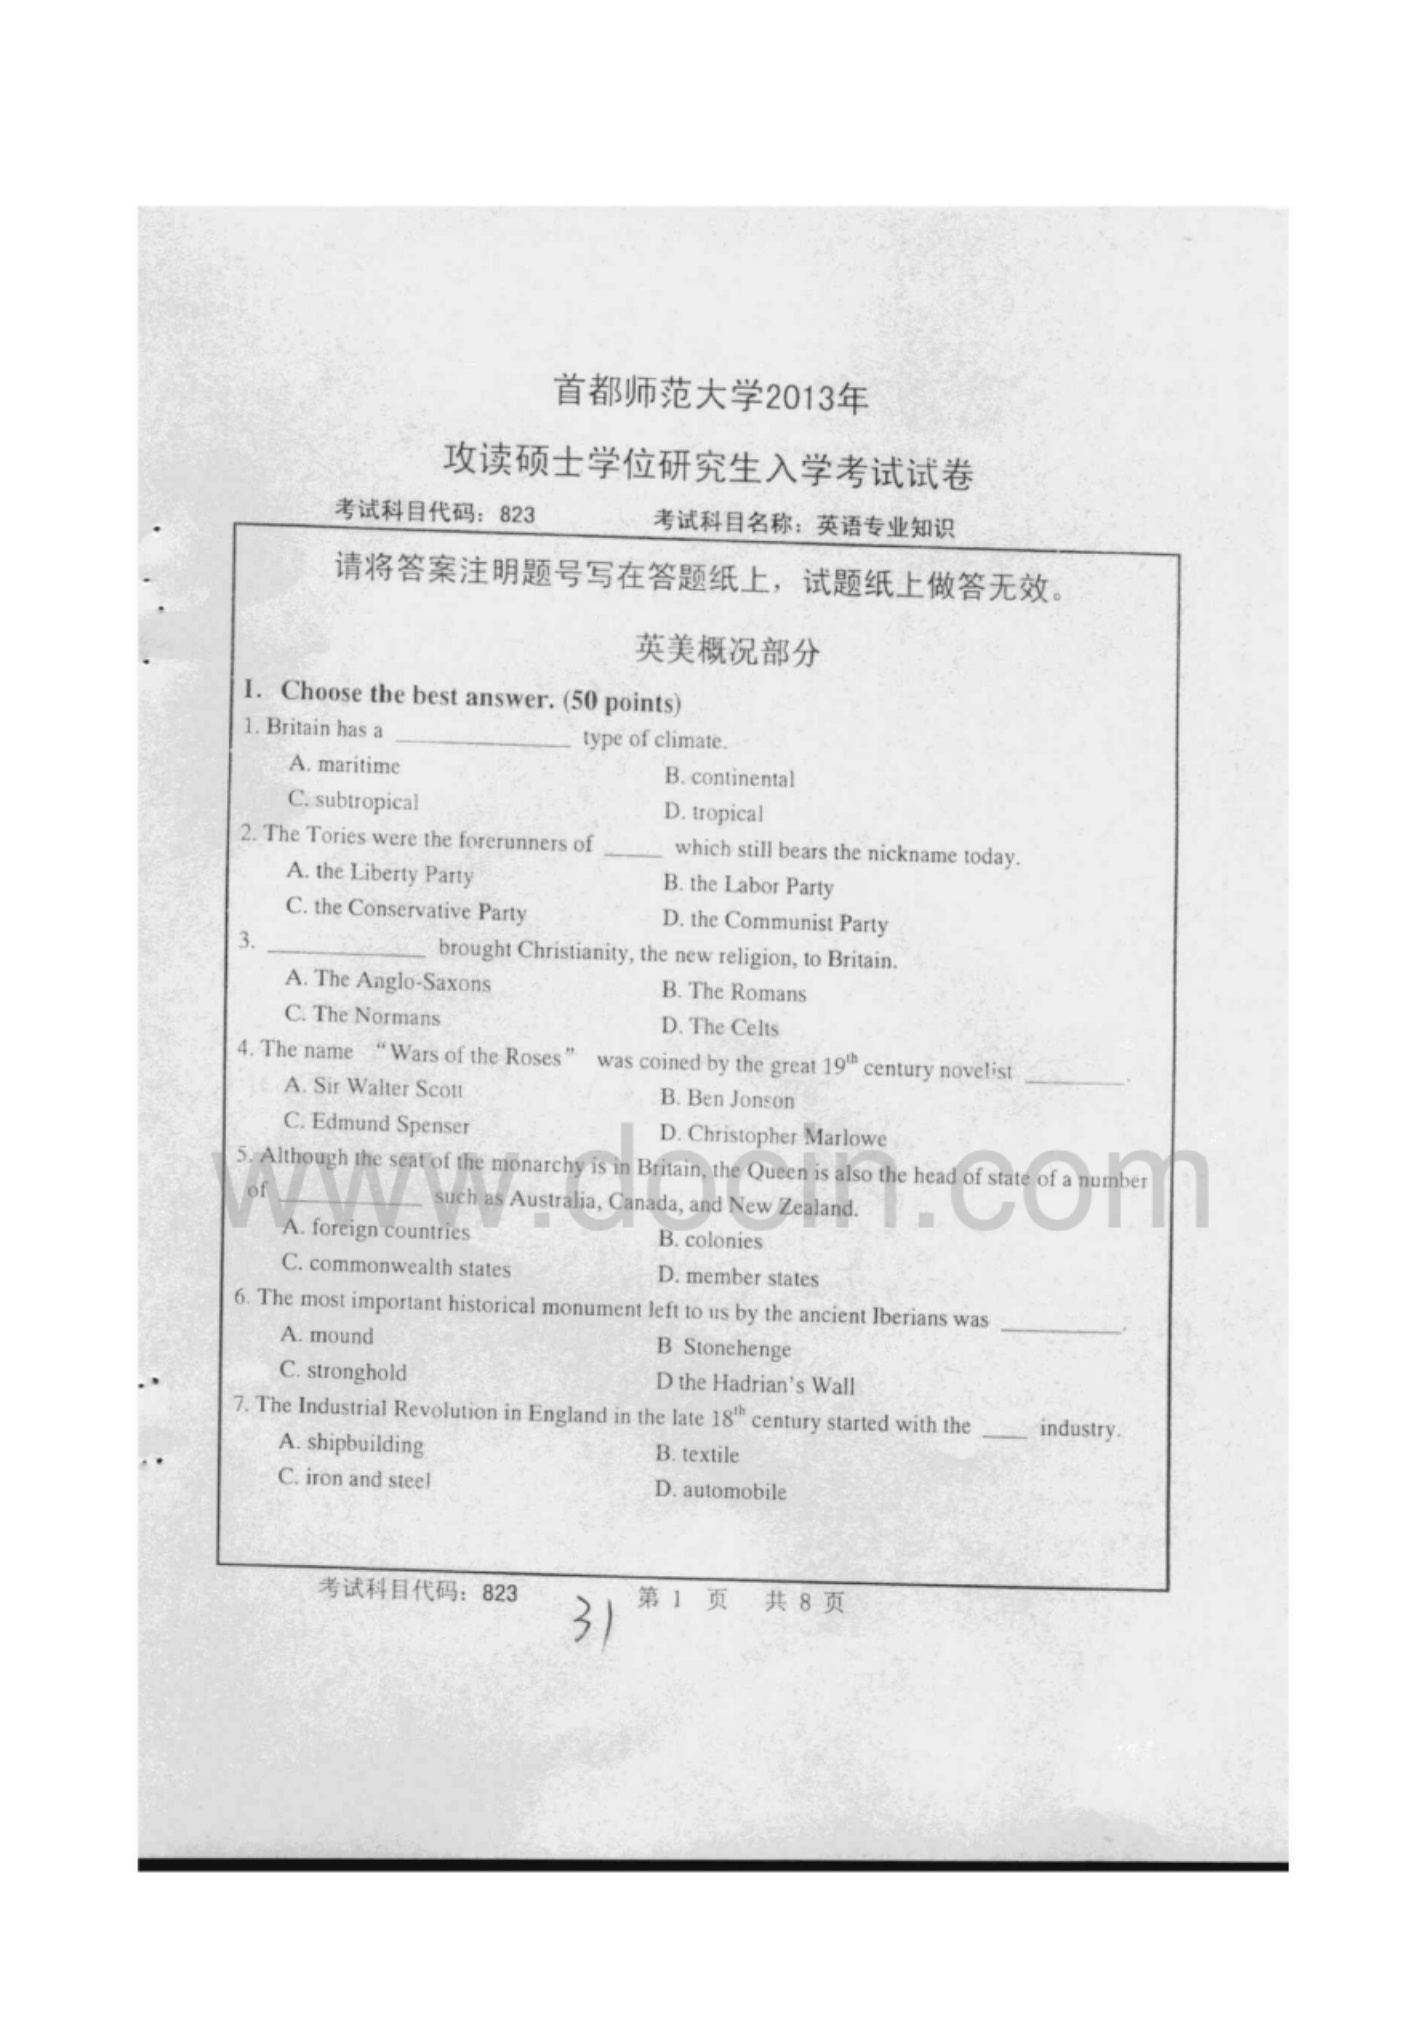 首都师范大学2013年
攻读硕士学位研究生入学考试试卷
考试科目代码：823 考试科目名称：英语专业知识
请将答案注明题号写在答题纸上，试题纸上做答无效。
英美概况部分
I. Choose the best answer. (50 points)
1. Britain has a ____________ type of climate.
A. maritime B. continental
C. subtropical D. tropical
2. The Tories were the forerunners of _____ which still bears the nickname today.
A. the Liberty Party B. the Labor Party
C. the Conservative Party D. the Communist Party
3. ____________ brought Christianity, the new religion, to Britain.
A. The Anglo-Saxons B. The Romans
C. The Normans D. The Celts
4. The name “Wars of the Roses” was coined by the great 19th century novelist ________.
A. Sir Walter Scott B. Ben Jonson
C. Edmund Spenser D. Christopher Marlowe
5. Although the seat of the monarchy is in Britain, the Queen is also the head of state of a number
of ___________ such as Australia, Canada, and New Zealand.
A. foreign countries B. colonies
C. commonwealth states D. member states
6. The most important historical monument left to us by the ancient Iberians was _________.
A. mound B Stonehenge
C. stronghold D the Hadrian's Wall
7. The Industrial Revolution in England in the late 18th century started with the ____ industry.
A. shipbuilding B. textile
C. iron and steel D. automobile
考试科目代码：823 第 1 页 共 8 页
31
www.docin.com